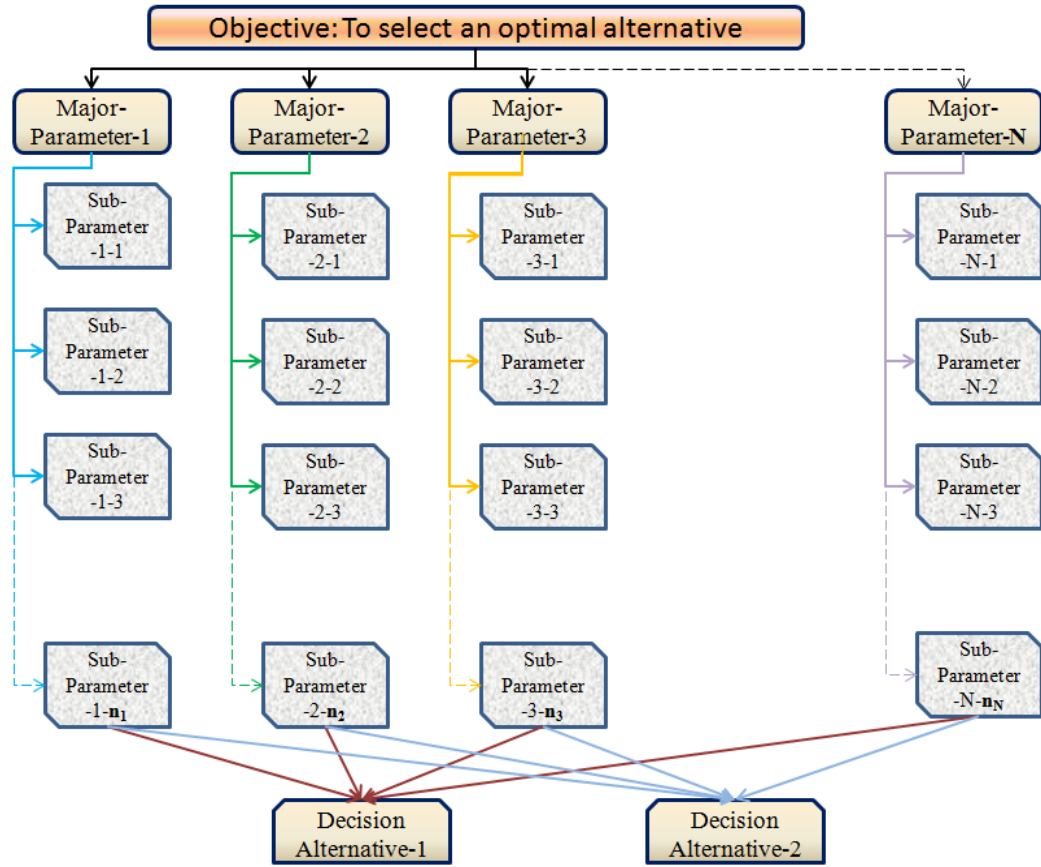 Objective: To select an optimal alternative
Major-
Parameter-1
Major-
Parameter-2
Major-
Parameter-3
Major-
Parameter-N
Sub-
Parameter
-1-1
Sub-
Parameter
-2-1
Sub-
Parameter
-3-1
Sub-
Parameter
-N-1
Sub-
Parameter
-1-2
Sub-
Parameter
-2-2
Sub-
Parameter
-3-2
Sub-
Parameter
-N-2
Sub-
Parameter
-1-3
Sub-
Parameter
-2-3
Sub-
Parameter
-3-3
Sub-
Parameter
-N-3
Sub-
Parameter
-1-n₁
Sub-
Parameter
-2-n₂
Sub-
Parameter
-3-n₃
Sub-
Parameter
-N-n_N
Decision
Alternative-1
Decision
Alternative-2